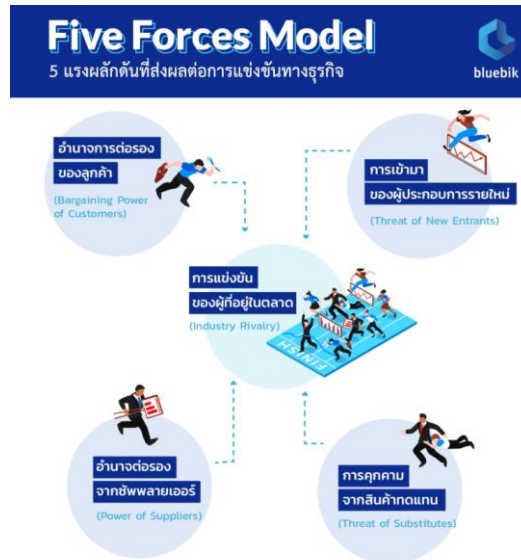 Five Forces Model
5 แรงผลักดันที่ส่งผลต่อการแข่งขันทางธุรกิจ
bluebik
อำนาจการต่อรอง
ของลูกค้า
(Bargaining Power
of Customers)
การเข้ามา
ของผู้ประกอบการรายใหม่
(Threat of New Entrants)
การแข่งขัน
ของผู้ที่อยู่ในตลาด
(Industry Rivalry)
FINISH
อำนาจต่อรอง
จากซัพพลายเออร์
(Power of Suppliers)
การคุกคาม
จากสินค้าทดแทน
(Threat of Substitutes)